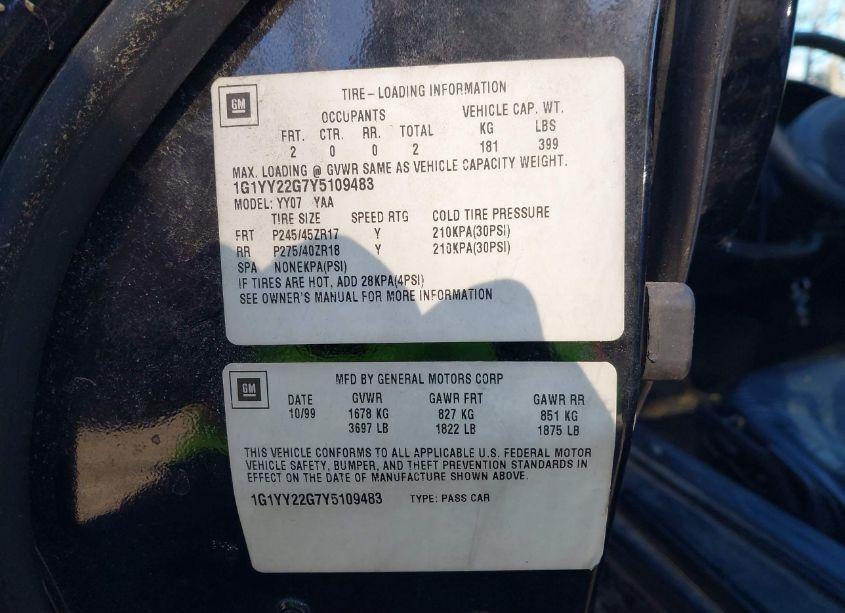 GM
TIRE-LOADING INFORMATION
OCCUPANTS VEHICLE CAP. WT.
FRT. CTR. RR. TOTAL KG LBS
2 0 0 2 181 399
MAX. LOADING @ GVWR SAME AS VEHICLE CAPACITY WEIGHT.
1G1YY22G7Y5109483
MODEL: YY07 YAA
TIRE SIZE SPEED RTG COLD TIRE PRESSURE
FRT P245/45ZR17 Y 210KPA(30PSI)
RR P275/40ZR18 Y 210KPA(30PSI)
SPA NONEKPA(PSI)
IF TIRES ARE HOT, ADD 28KPA(4PSI)
SEE OWNER'S MANUAL FOR MORE INFORMATION
GM
MFD BY GENERAL MOTORS CORP
DATE GVWR GAWR FRT GAWR RR
10/99 1678 KG 827 KG 851 KG
3697 LB 1822 LB 1875 LB
THIS VEHICLE CONFORMS TO ALL APPLICABLE U.S. FEDERAL MOTOR
VEHICLE SAFETY, BUMPER, AND THEFT PREVENTION STANDARDS IN
EFFECT ON THE DATE OF MANUFACTURE SHOWN ABOVE.
1G1YY22G7Y5109483 TYPE: PASS CAR